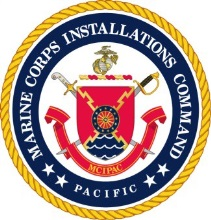 MARINE CORPS INSTALLATIONS COMMAND
MCIPAC
PACIFIC